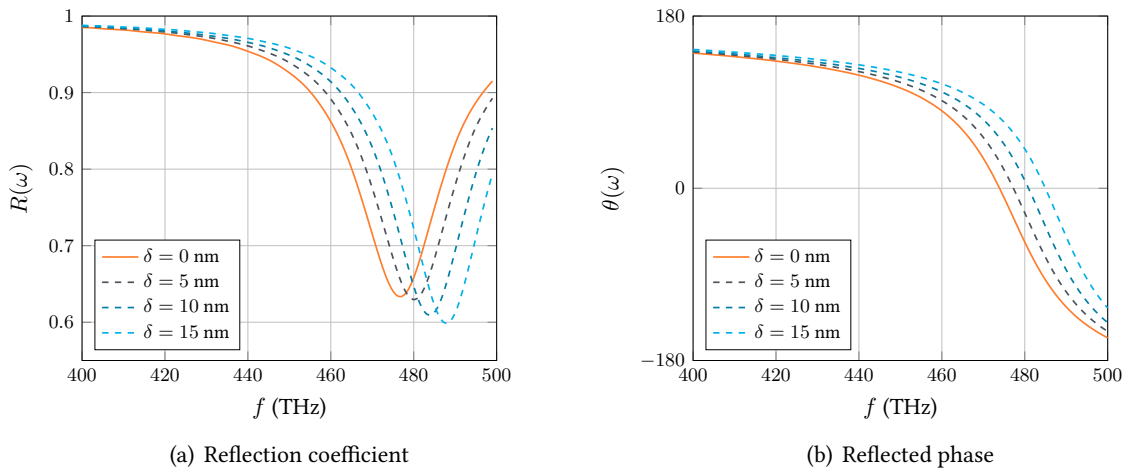 1
0.9
0.8
0.7
0.6
R(ω)
δ = 0 nm
δ = 5 nm
δ = 10 nm
δ = 15 nm
400 420 440 460 480 500
f (THz)
(a) Reflection coefficient
180
0
−180
θ(ω)
δ = 0 nm
δ = 5 nm
δ = 10 nm
δ = 15 nm
400 420 440 460 480 500
f (THz)
(b) Reflected phase